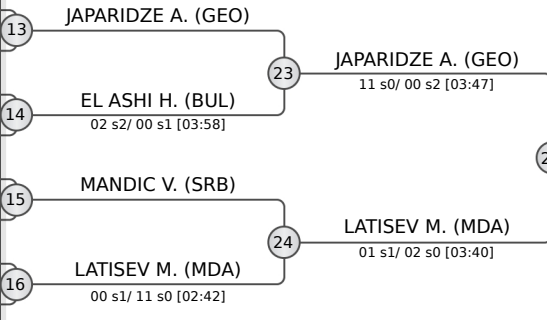 JAPARIDZE A. (GEO)
13
23
JAPARIDZE A. (GEO)
11 s0/ 00 s2 [03:47]
EL ASHI H. (BUL)
14
02 s2/ 00 s1 [03:58]
MANDIC V. (SRB)
15
24
LATISEV M. (MDA)
01 s1/ 02 s0 [03:40]
LATISEV M. (MDA)
16
00 s1/ 11 s0 [02:42]